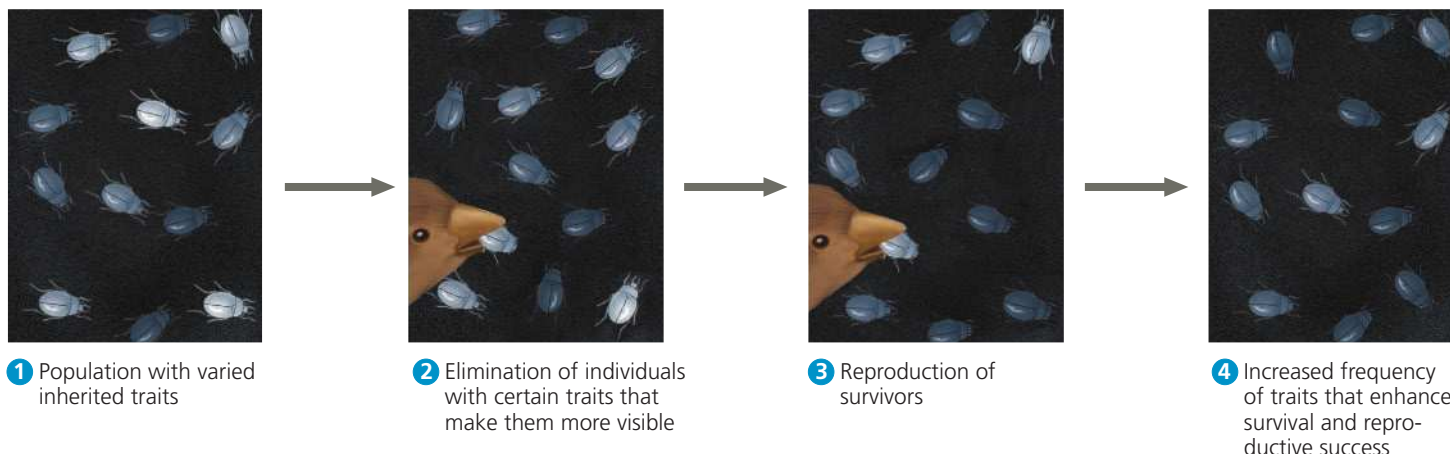 1 Population with varied
inherited traits
2 Elimination of individuals
with certain traits that
make them more visible
3 Reproduction of
survivors
4 Increased frequency
of traits that enhance
survival and repro-
ductive success